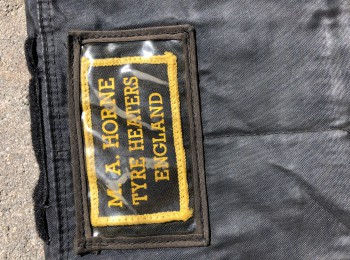 M. A. HORNE
TYRE HEATERS
ENGLAND